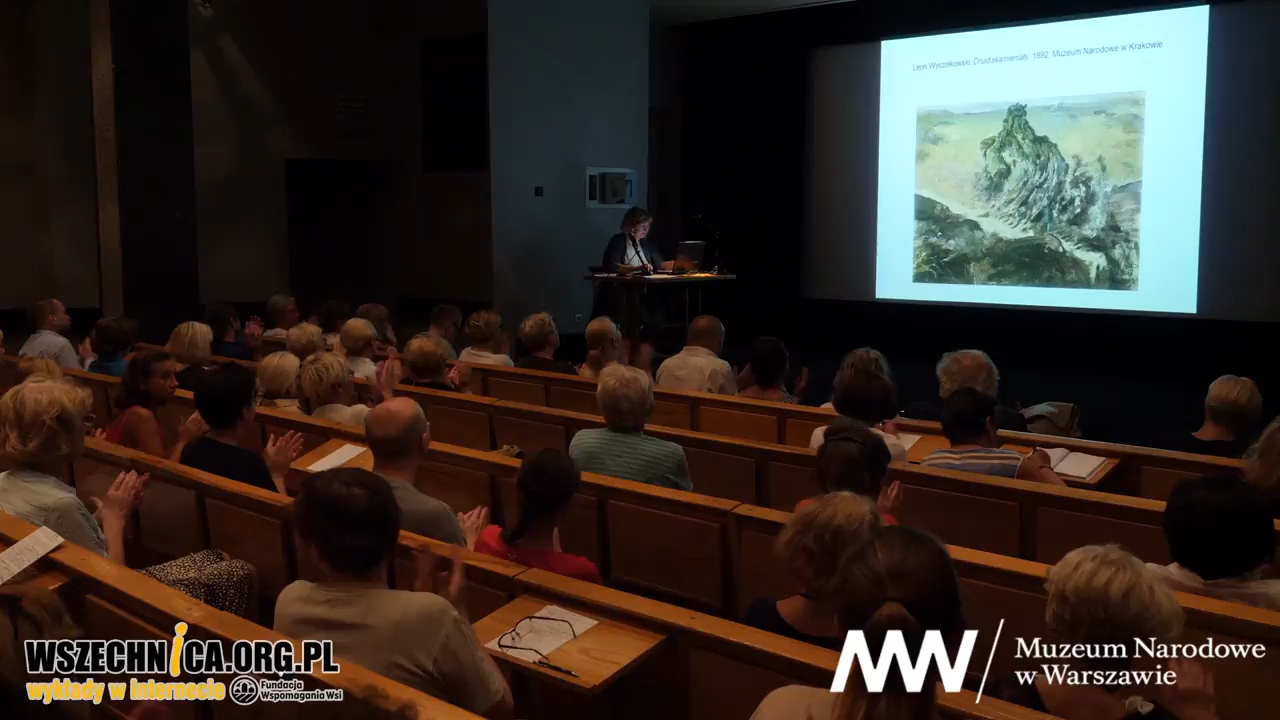 Leon Wyczółkowski, Druid skamieniały, 1892, Muzeum Narodowe w Krakowie
WSZECHNICA.ORG.PL
wykłady w internecie
Fundacja
Wspomagania Wsi
MW
Muzeum Narodowe
w Warszawie